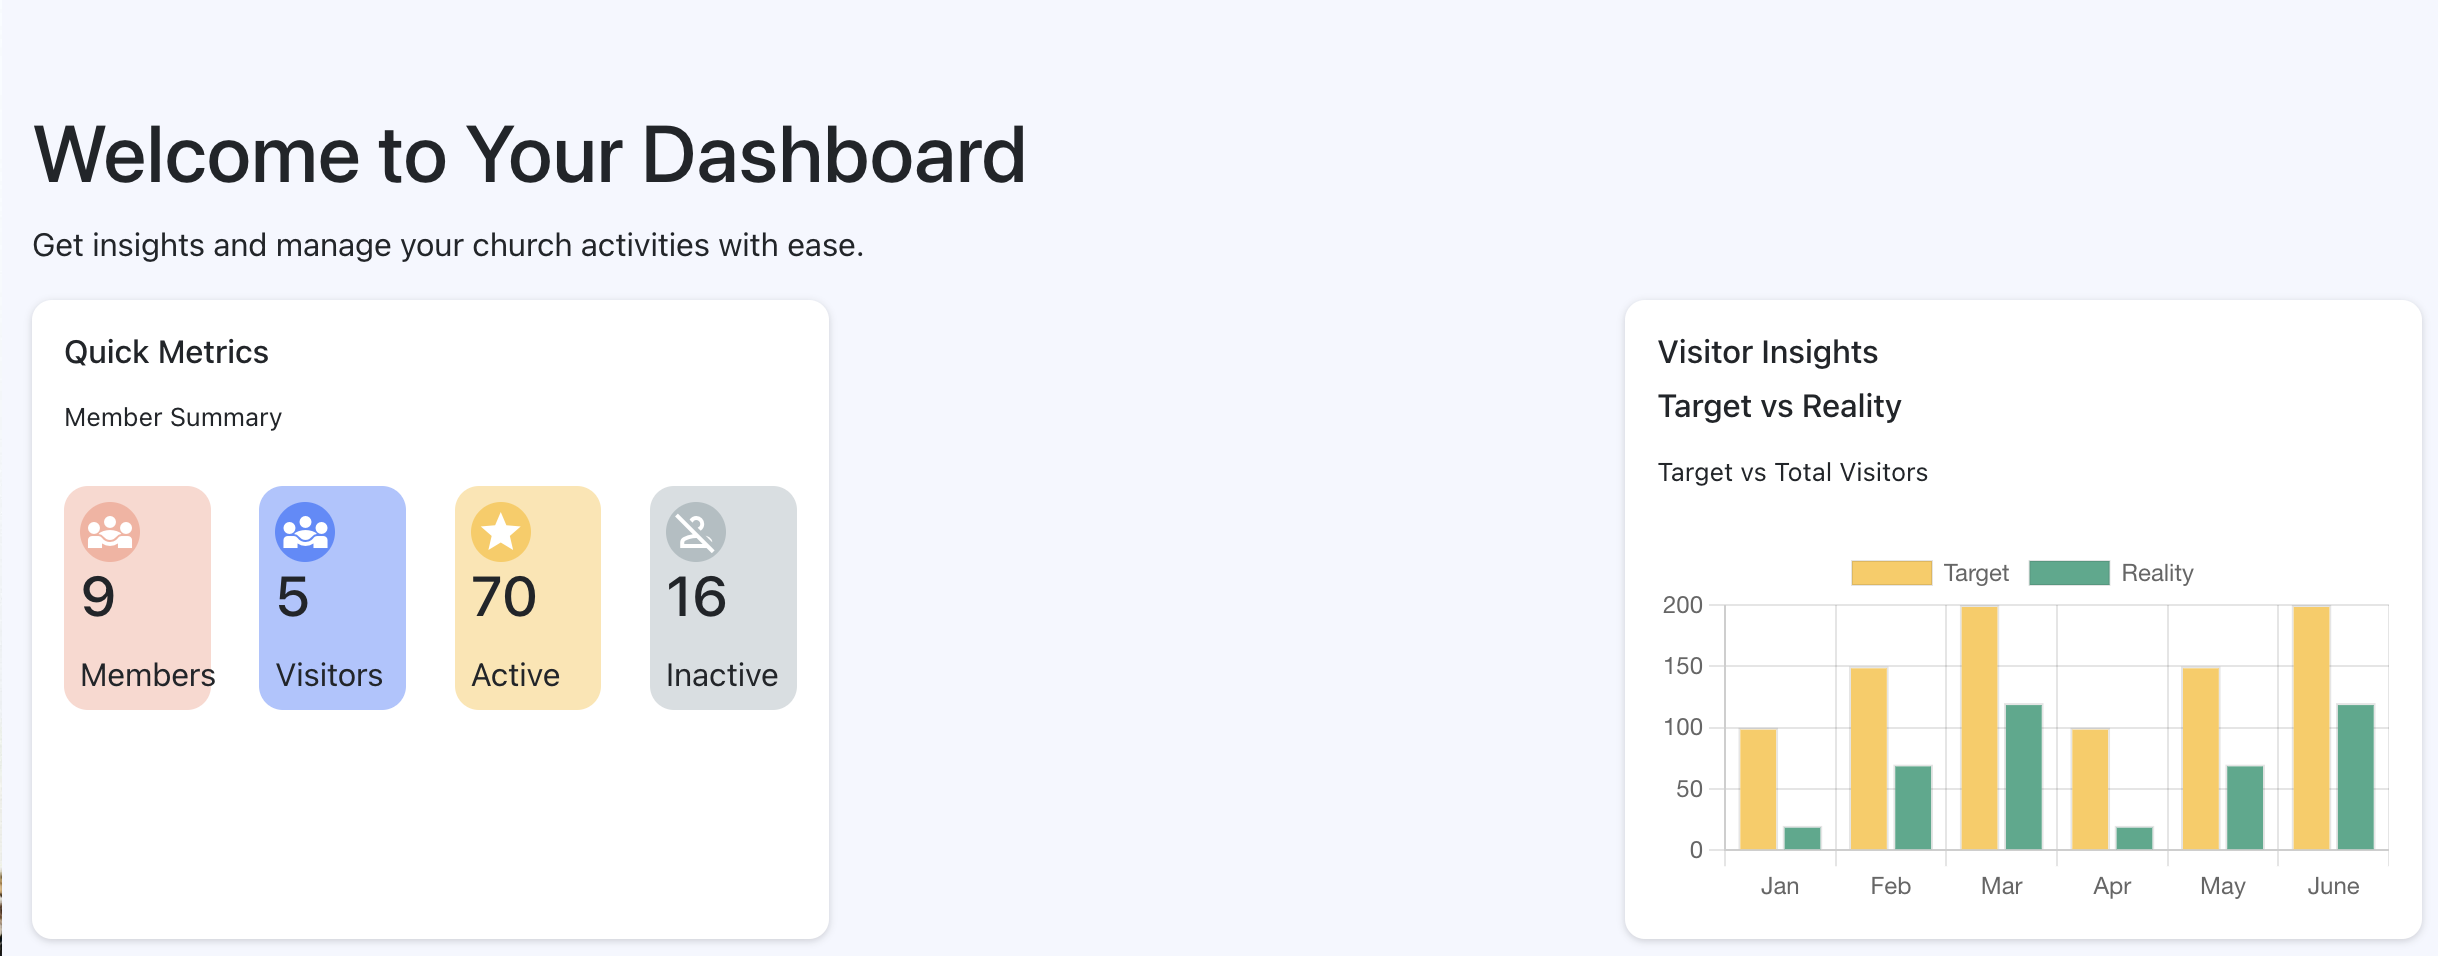 Welcome to Your Dashboard
Get insights and manage your church activities with ease.
Quick Metrics
Member Summary
9
Members
5
Visitors
70
Active
16
Inactive
Visitor Insights
Target vs Reality
Target vs Total Visitors
Target Reality
200
150
100
50
0
Jan Feb Mar Apr May June